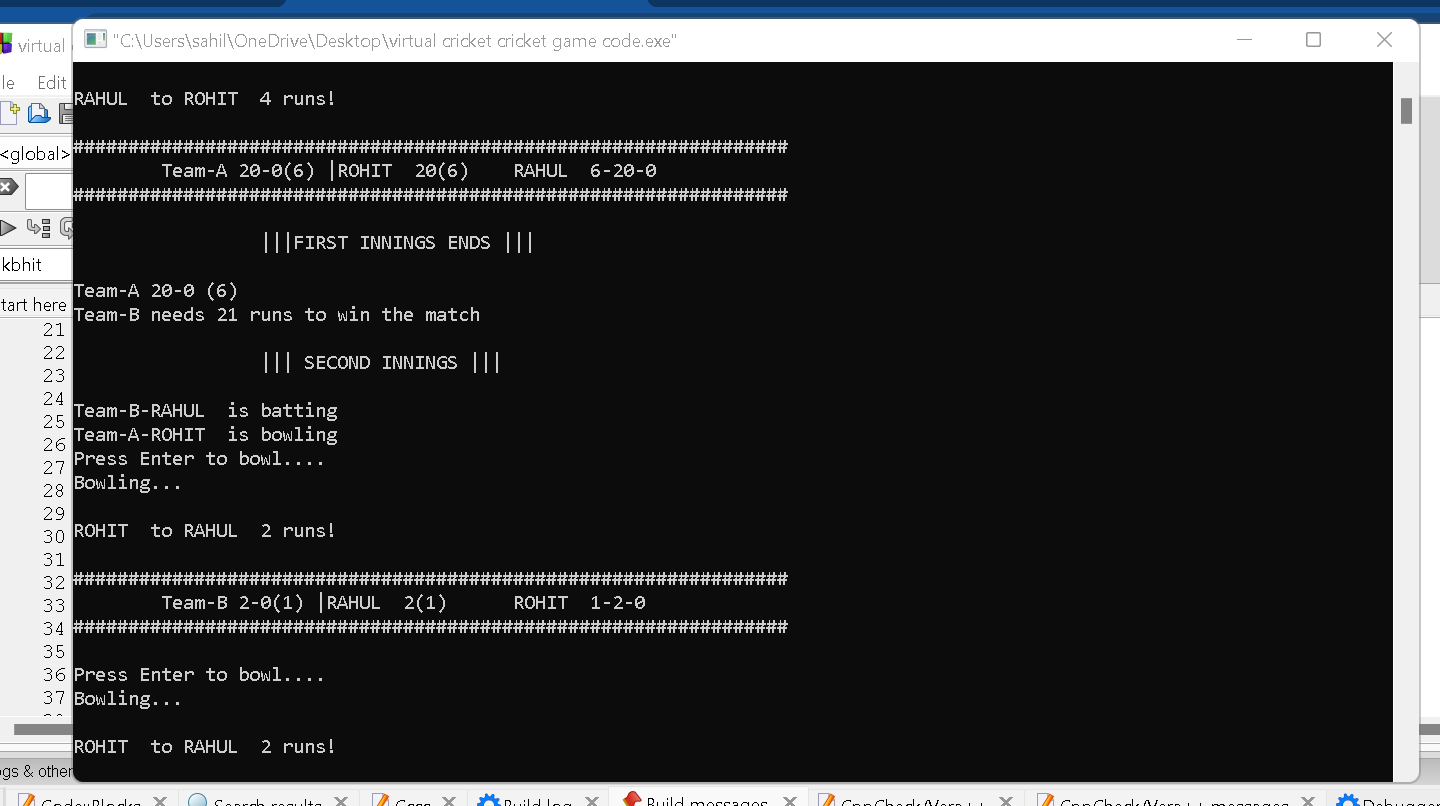 "C:\Users\sahil\OneDrive\Desktop\virtual cricket cricket game code.exe"
virtual
le Edit
RAHUL  to ROHIT  4 runs!
<global>
#################################################################
Team-A 20-0(6) |ROHIT  20(6)    RAHUL  6-20-0
#################################################################
|||FIRST INNINGS ENDS |||
kbhit
Team-A 20-0 (6)
tart here
Team-B needs 21 runs to win the match
21
22
||| SECOND INNINGS |||
23
24
Team-B-RAHUL  is batting
25
Team-A-ROHIT  is bowling
26
Press Enter to bowl....
27
Bowling...
28
29
ROHIT  to RAHUL  2 runs!
30
31
#################################################################
32
Team-B 2-0(1) |RAHUL  2(1)      ROHIT  1-2-0
33
#################################################################
34
35
Press Enter to bowl....
36
Bowling...
37
ROHIT  to RAHUL  2 runs!
gs & other
Code::Blocks
Search results
Cccc
Build log
Build messages
CppCheck/Vera++
CppCheck/Vera++ messages
Debugger